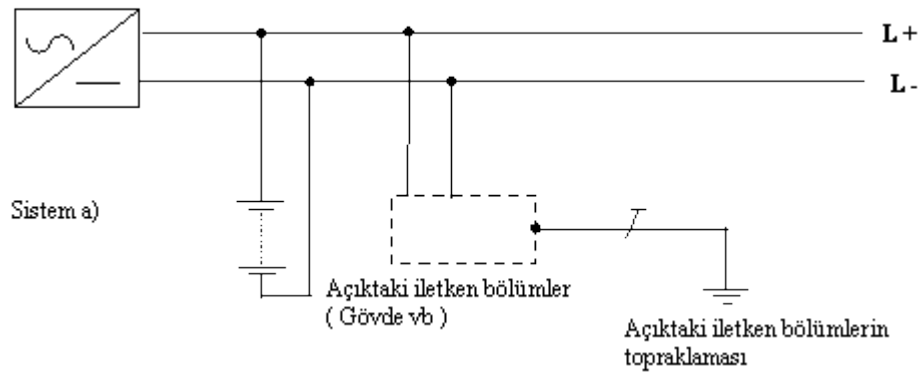 L +
L -
Sistem a)
Açıktaki iletken bölümler
( Gövde vb )
Açıktaki iletken bölümlerin
topraklaması